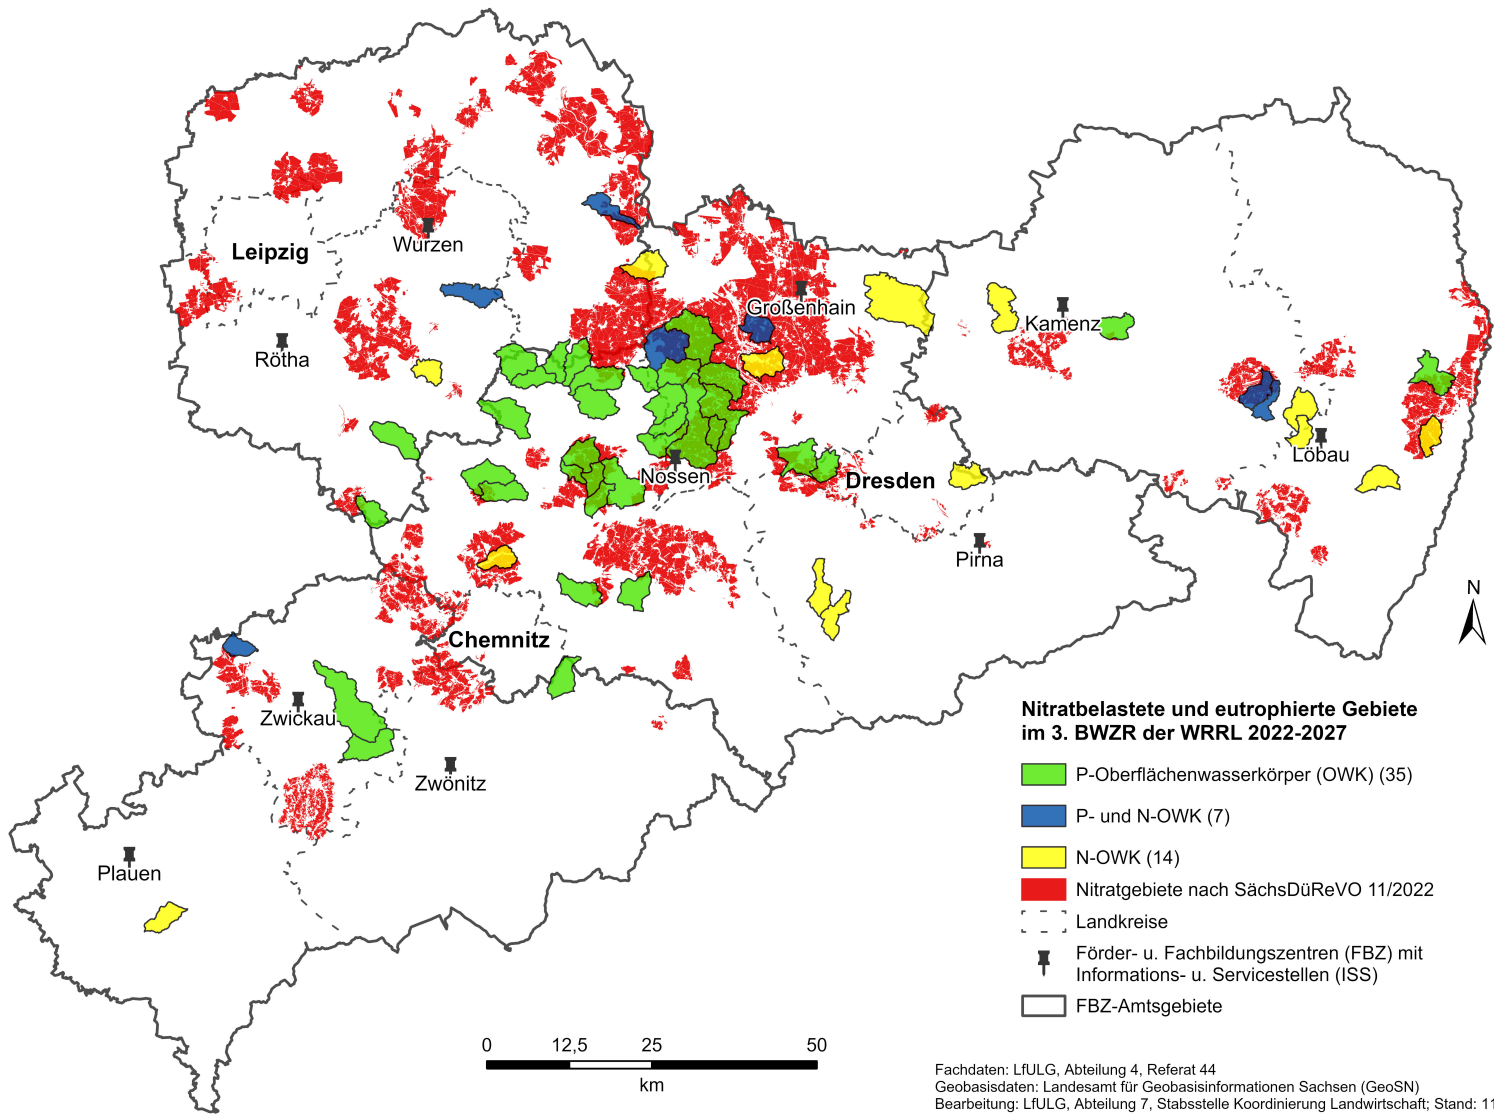 Leipzig
Wurzen
Großenhain
Kamenz
Rötha
Löbau
Nossen
Dresden
Pirna
Chemnitz
Zwickau
Zwönitz
Plauen
N
Nitratbelastete und eutrophierte Gebiete
im 3. BWZR der WRRL 2022-2027
P-Oberflächenwasserkörper (OWK) (35)
P- und N-OWK (7)
N-OWK (14)
Nitratgebiete nach SächsDüReVO 11/2022
Landkreise
Förder- u. Fachbildungszentren (FBZ) mit
Informations- u. Servicestellen (ISS)
FBZ-Amtsgebiete
0 12,5 25 50
km
Fachdaten: LfULG, Abteilung 4, Referat 44
Geobasisdaten: Landesamt für Geobasisinformationen Sachsen (GeoSN)
Bearbeitung: LfULG, Abteilung 7, Stabsstelle Koordinierung Landwirtschaft; Stand: 11